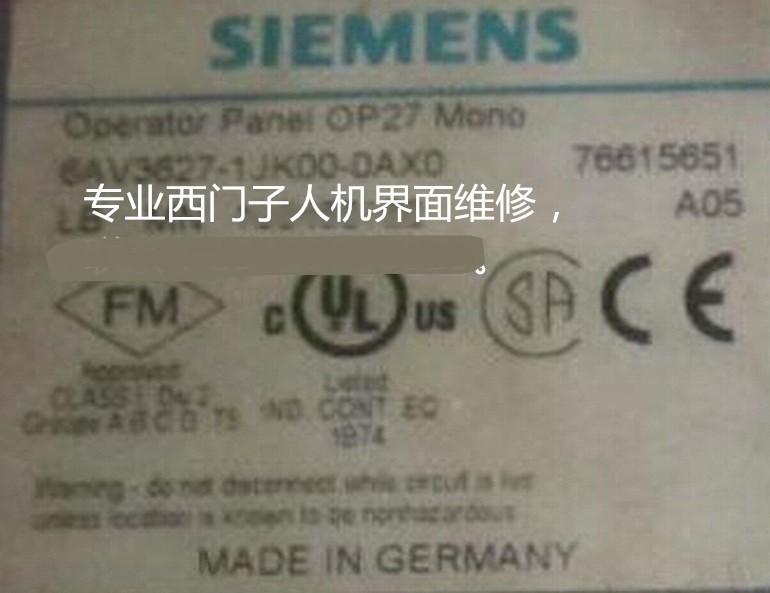 SIEMENS
Operator Panel OP27 Mono
6AV3627-1JK00-0AX0 76615651
专业西门子人机界面维修，
A05
FM
C UL US SA CE
Approved Listed
CLASS I Div 2
Groups A B C D T5 IND. CONT. EQ
1B74
Warning - do not disconnect while circuit is live
unless location is known to be nonhazardous
MADE IN GERMANY